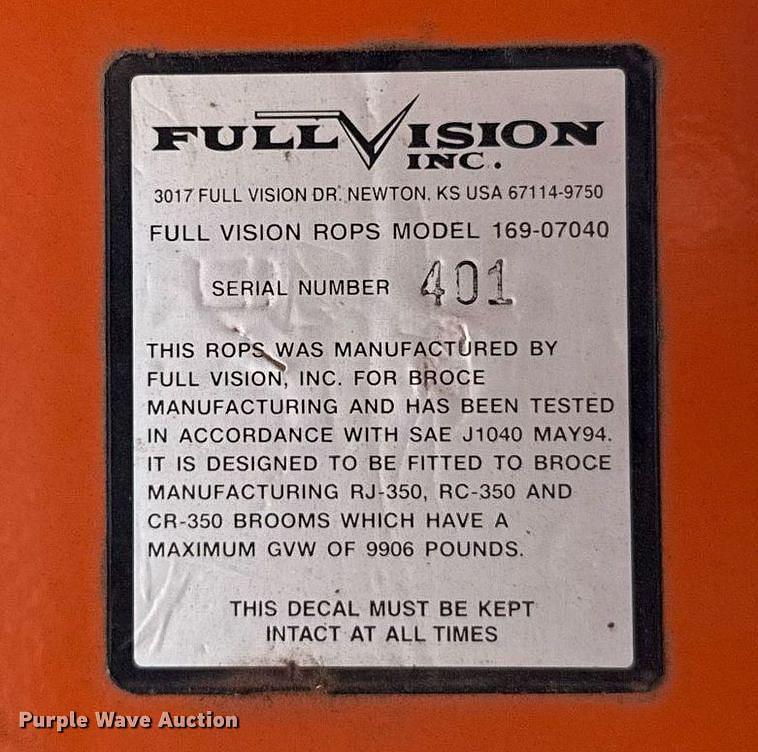 FULL VISION
INC.
3017 FULL VISION DR. NEWTON, KS USA 67114-9750
FULL VISION ROPS MODEL 169-07040
SERIAL NUMBER 401
THIS ROPS WAS MANUFACTURED BY
FULL VISION, INC. FOR BROCE
MANUFACTURING AND HAS BEEN TESTED
IN ACCORDANCE WITH SAE J1040 MAY94.
IT IS DESIGNED TO BE FITTED TO BROCE
MANUFACTURING RJ-350, RC-350 AND
CR-350 BROOMS WHICH HAVE A
MAXIMUM GVW OF 9906 POUNDS.
THIS DECAL MUST BE KEPT
INTACT AT ALL TIMES
Purple Wave Auction